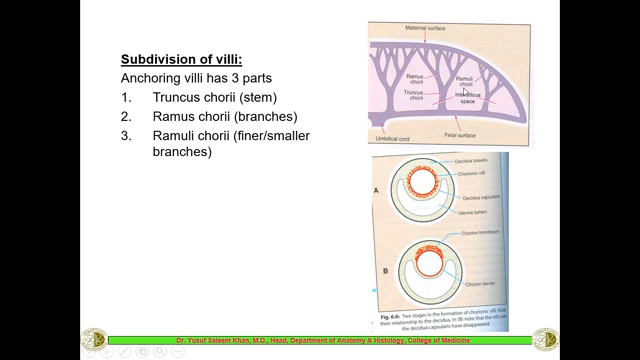 Subdivision of villi:
Anchoring villi has 3 parts
1. Truncus chorii (stem)
2. Ramus chorii (branches)
3. Ramuli chorii (finer/smaller
branches)
Maternal surface
Ramus
chorii
Ramuli
chorii
Truncus
chorii
Intervillous
space
Umbilical cord
Fetal surface
Decidua basalis
Chorionic villi
A
Decidua capsularis
Uterine lumen
Chorion frondosum
B
Chorion laeve
Fig. 6.6: Two stages in the formation of chorionic villi. Note
their relationship to the decidua. In (B) note that the villi over
the decidua capsularis have disappeared.
Dr. Yusuf Saleem Khan, M.D., Head, Department of Anatomy & Histology, College of Medicine